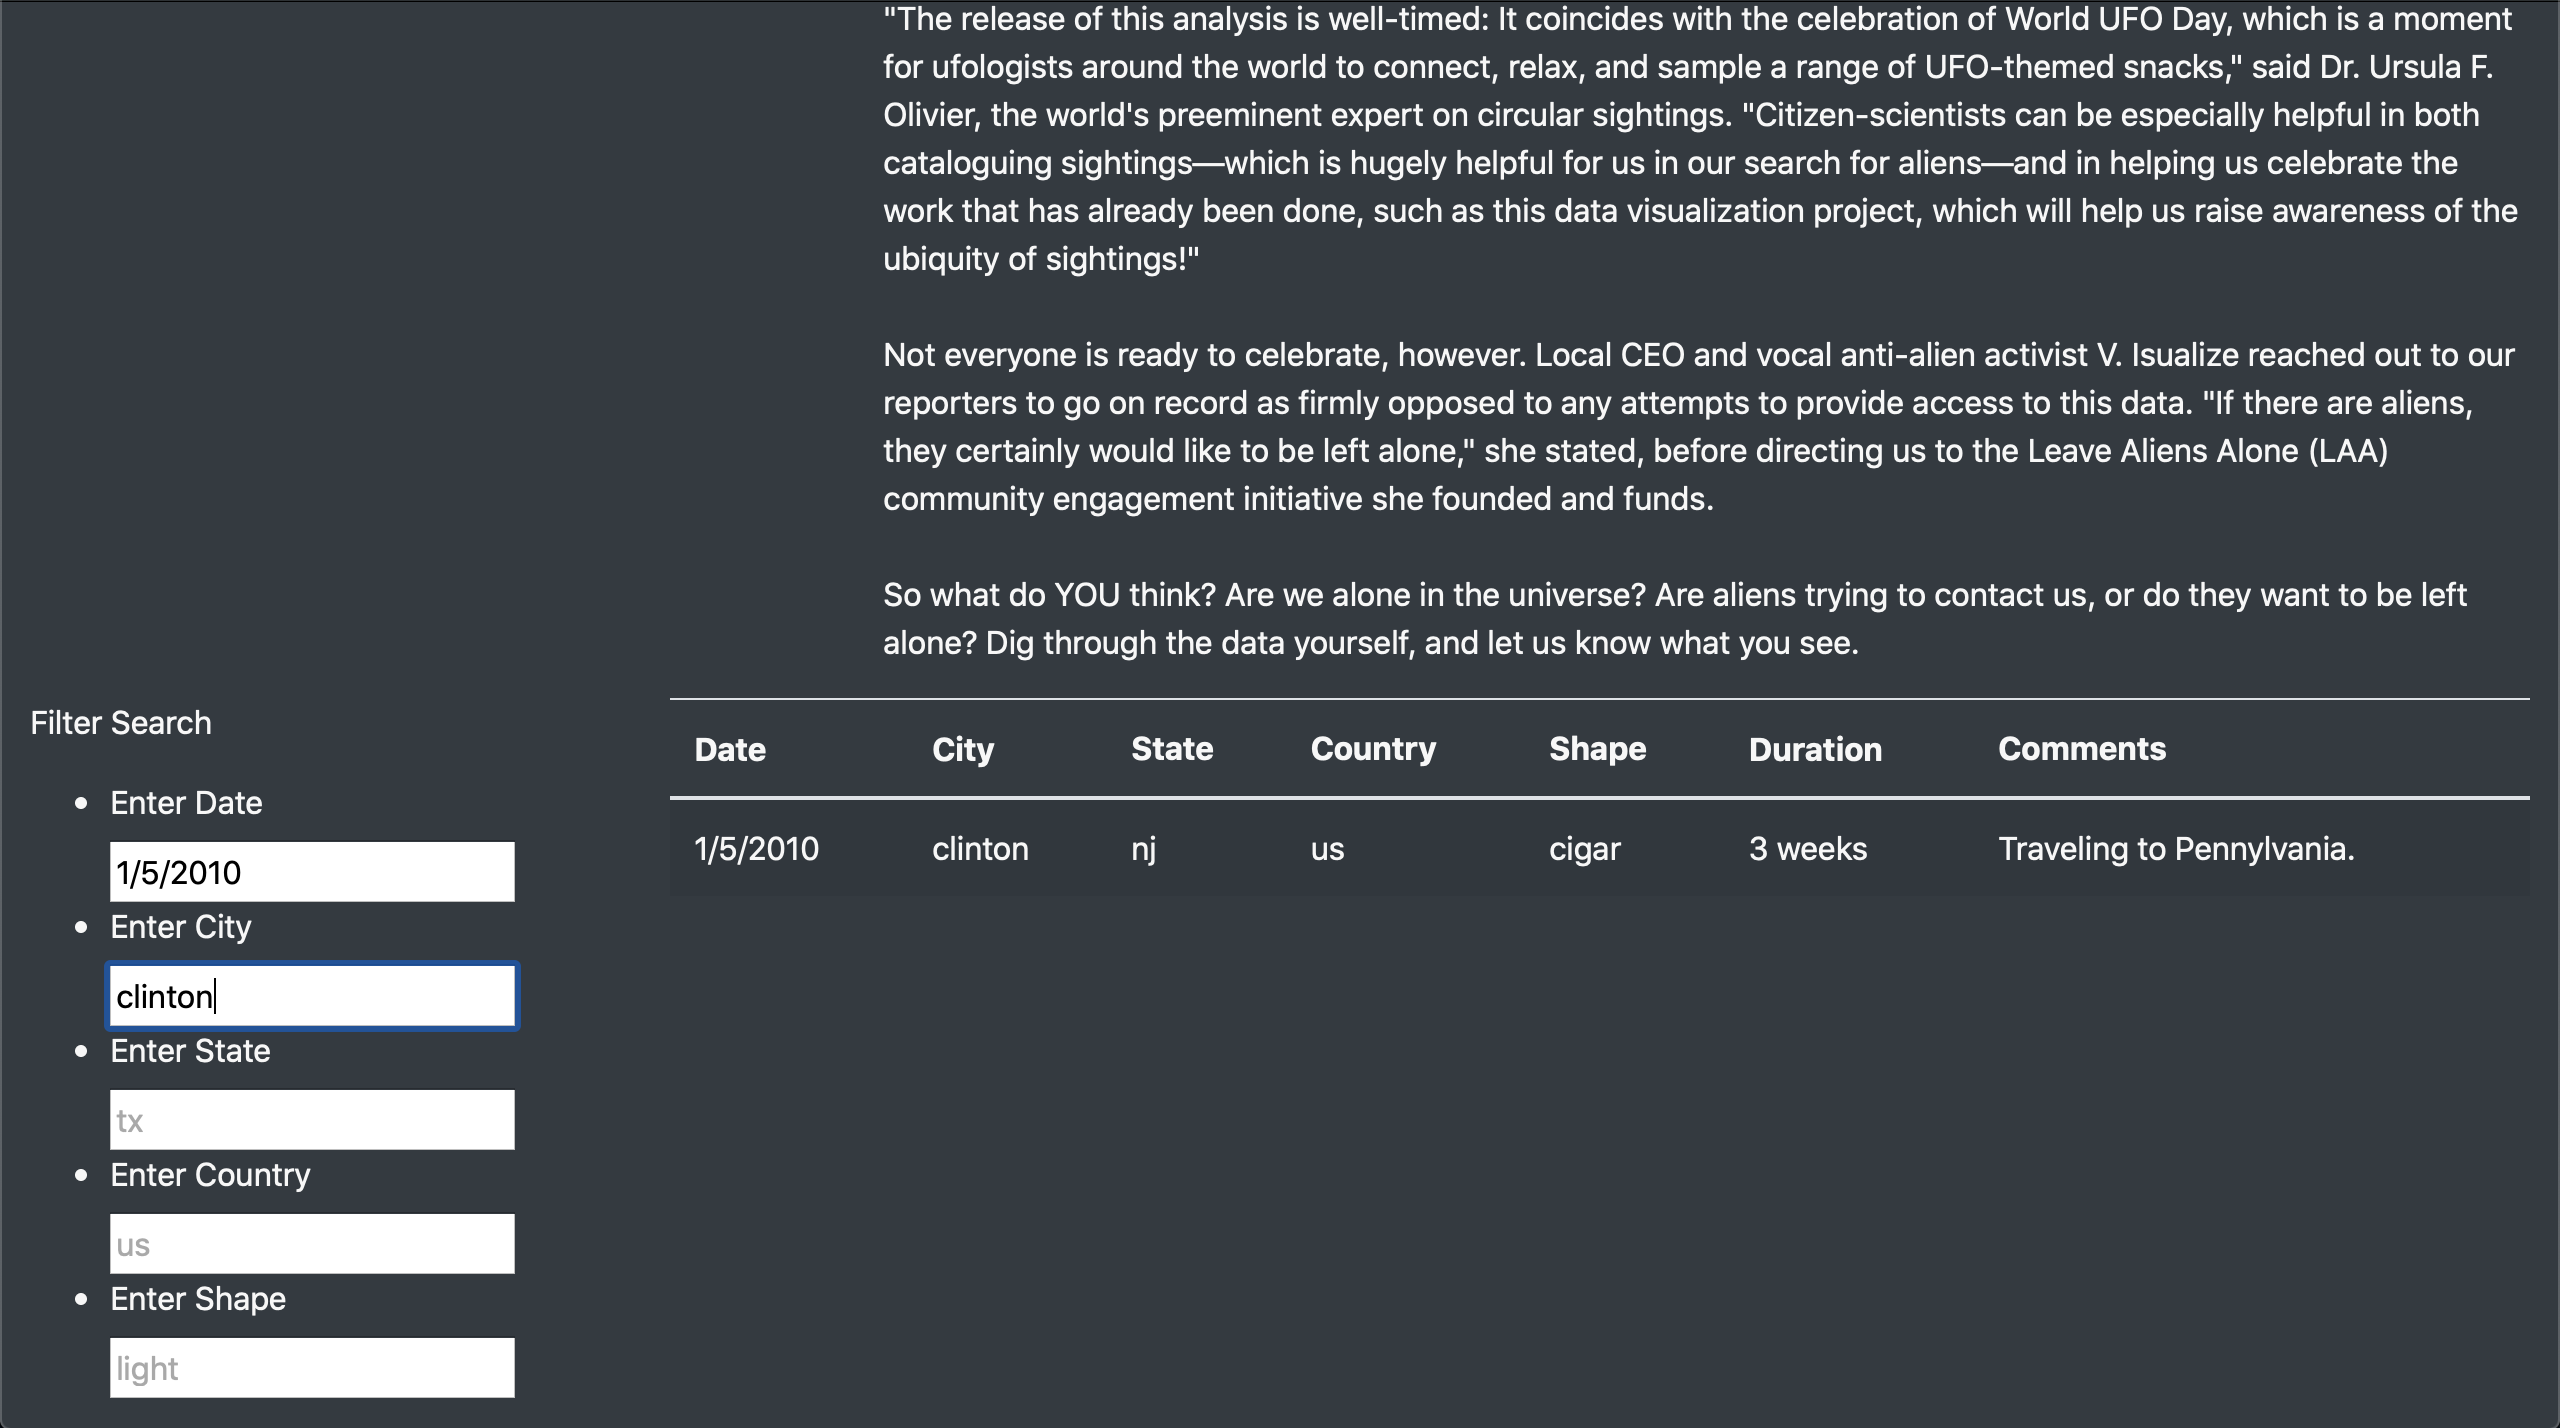 "The release of this analysis is well-timed: It coincides with the celebration of World UFO Day, which is a moment
for ufologists around the world to connect, relax, and sample a range of UFO-themed snacks," said Dr. Ursula F.
Olivier, the world's preeminent expert on circular sightings. "Citizen-scientists can be especially helpful in both
cataloguing sightings—which is hugely helpful for us in our search for aliens—and in helping us celebrate the
work that has already been done, such as this data visualization project, which will help us raise awareness of the
ubiquity of sightings!"
Not everyone is ready to celebrate, however. Local CEO and vocal anti-alien activist V. Isualize reached out to our
reporters to go on record as firmly opposed to any attempts to provide access to this data. "If there are aliens,
they certainly would like to be left alone," she stated, before directing us to the Leave Aliens Alone (LAA)
community engagement initiative she founded and funds.
So what do YOU think? Are we alone in the universe? Are aliens trying to contact us, or do they want to be left
alone? Dig through the data yourself, and let us know what you see.
Filter Search
Enter Date
1/5/2010
Enter City
clinton
Enter State
tx
Enter Country
us
Enter Shape
light
Date City State Country Shape Duration Comments
1/5/2010 clinton nj us cigar 3 weeks Traveling to Pennylvania.